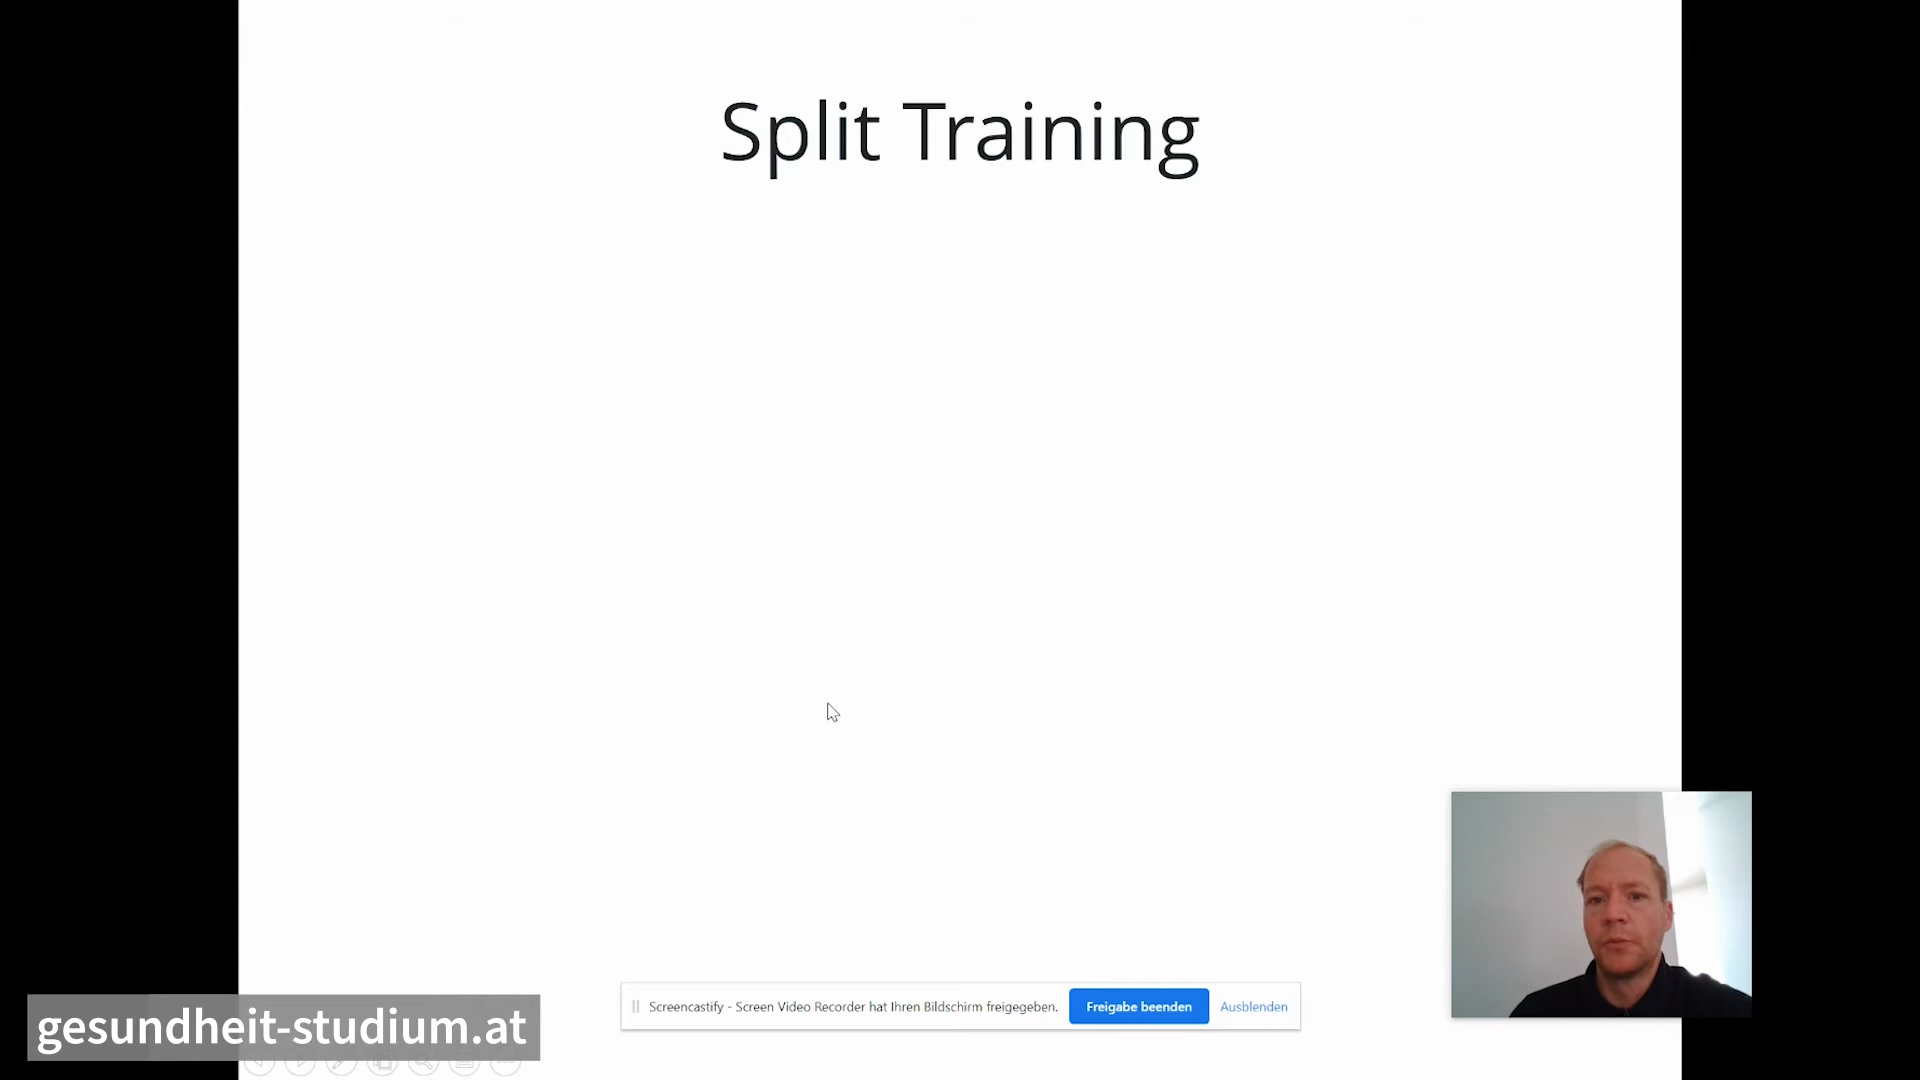 Split Training
Screencastify - Screen Video Recorder hat Ihren Bildschirm freigegeben. Freigabe beenden Ausblenden
gesundheit-studium.at